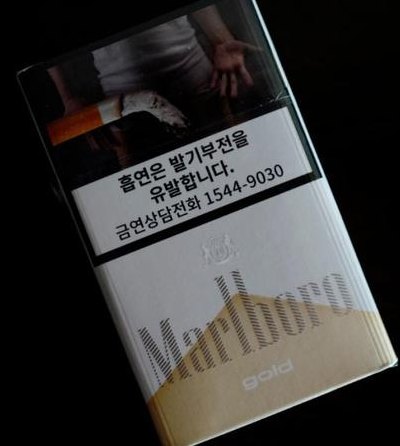 흡연은 발기부전을
유발합니다.
금연상담전화 1544-9030
Marlboro
gold